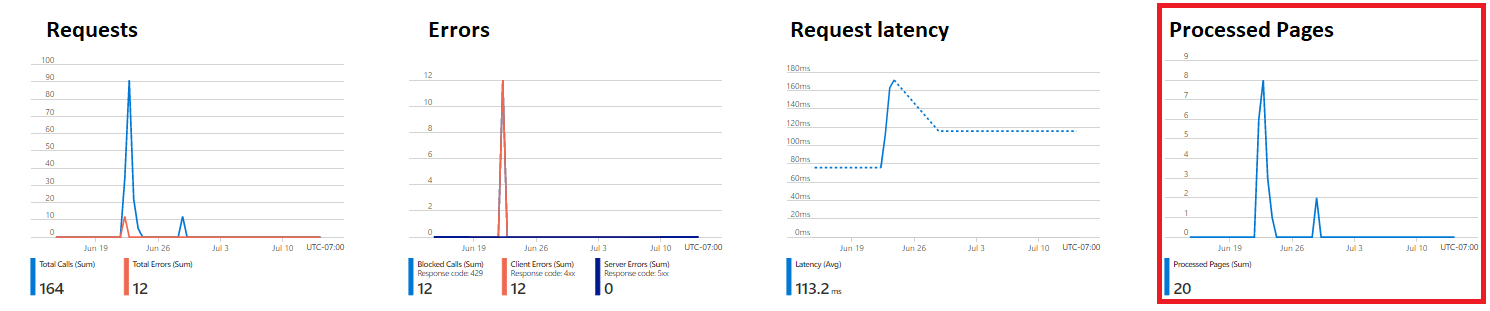 Requests
100
90
80
70
60
50
40
30
20
10
0
Jun 19 Jun 26 Jul 3 Jul 10 UTC-07:00
Total Calls (Sum)
164
Total Errors (Sum)
12
Errors
12
10
8
6
4
2
0
Jun 19 Jun 26 Jul 3 Jul 10 UTC-07:00
Blocked Calls (Sum)
Response code: 429
12
Client Errors (Sum)
Response code: 4xx
12
Server Errors (Sum)
Response code: 5xx
0
Request latency
180ms
160ms
140ms
120ms
100ms
80ms
60ms
40ms
20ms
0ms
Jun 19 Jun 26 Jul 3 Jul 10 UTC-07:00
Latency (Avg)
113.2 ms
Processed Pages
9
8
7
6
5
4
3
2
1
0
Jun 19 Jun 26 Jul 3 Jul 10 UTC-07:00
Processed Pages (Sum)
20